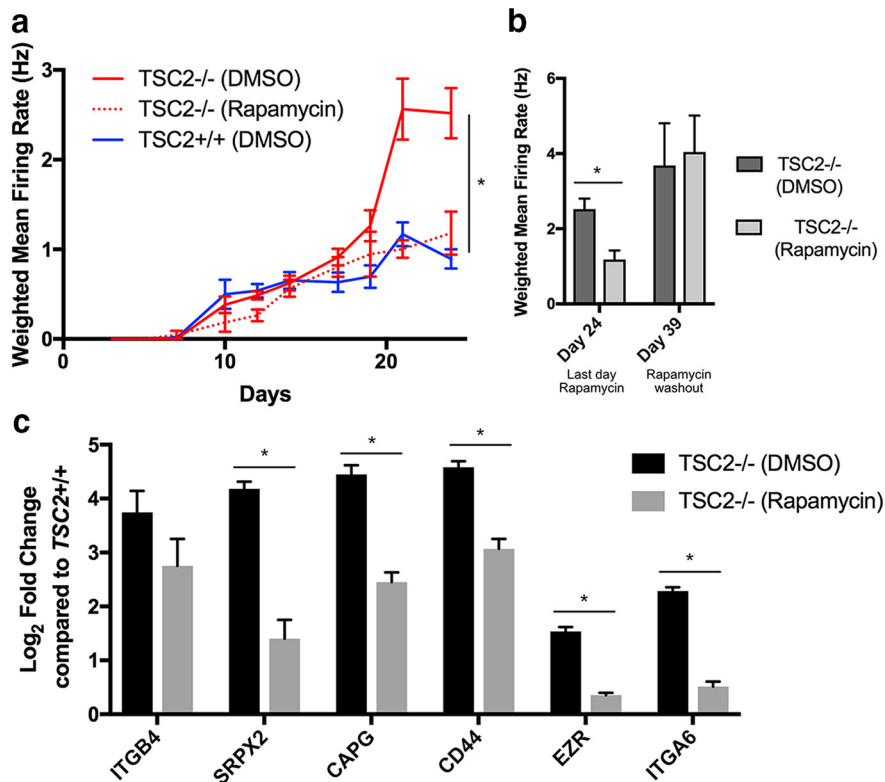 a
Weighted Mean Firing Rate (Hz)
3
2
1
0
TSC2-/- (DMSO)
TSC2-/- (Rapamycin)
TSC2+/+ (DMSO)
*
0
10
20
Days
b
Weighted Mean Firing Rate (Hz)
6
4
2
0
*
Day 24
Last day
Rapamycin
Day 39
Rapamycin
washout
TSC2-/-
(DMSO)
TSC2-/-
(Rapamycin)
c
Log2 Fold Change
compared to TSC2+/+
5
4
3
2
1
0
*
*
*
*
*
TSC2-/- (DMSO)
TSC2-/- (Rapamycin)
ITGB4
SRPX2
CAPG
CD44
EZR
ITGA6